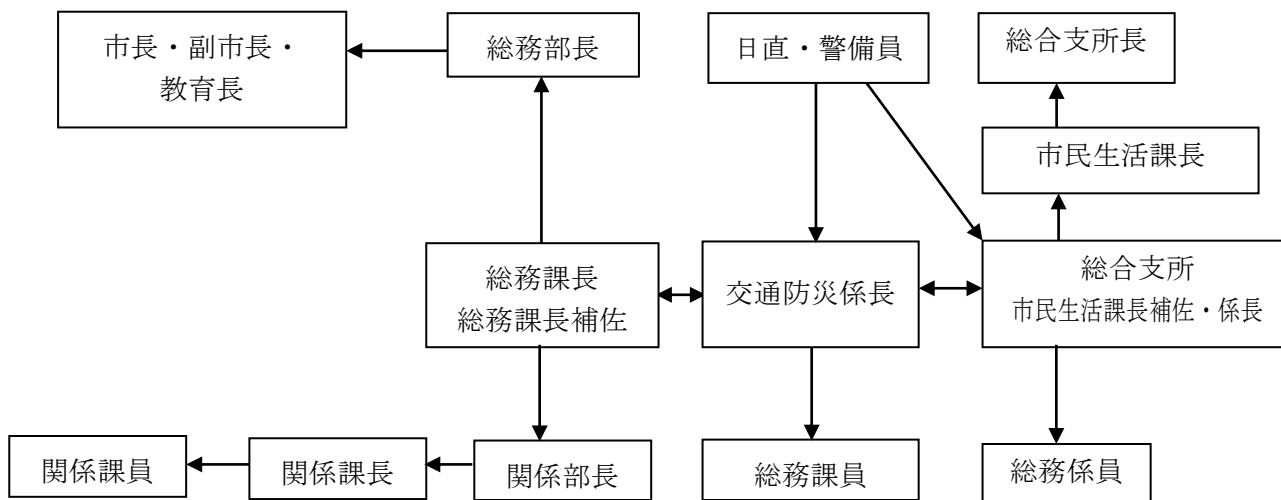 市長・副市長・
教育長
総務部長
日直・警備員
総合支所長
市民生活課長
総務課長
総務課長補佐
交通防災係長
総合支所
市民生活課長補佐・係長
関係課員
関係課長
関係部長
総務課員
総務係員